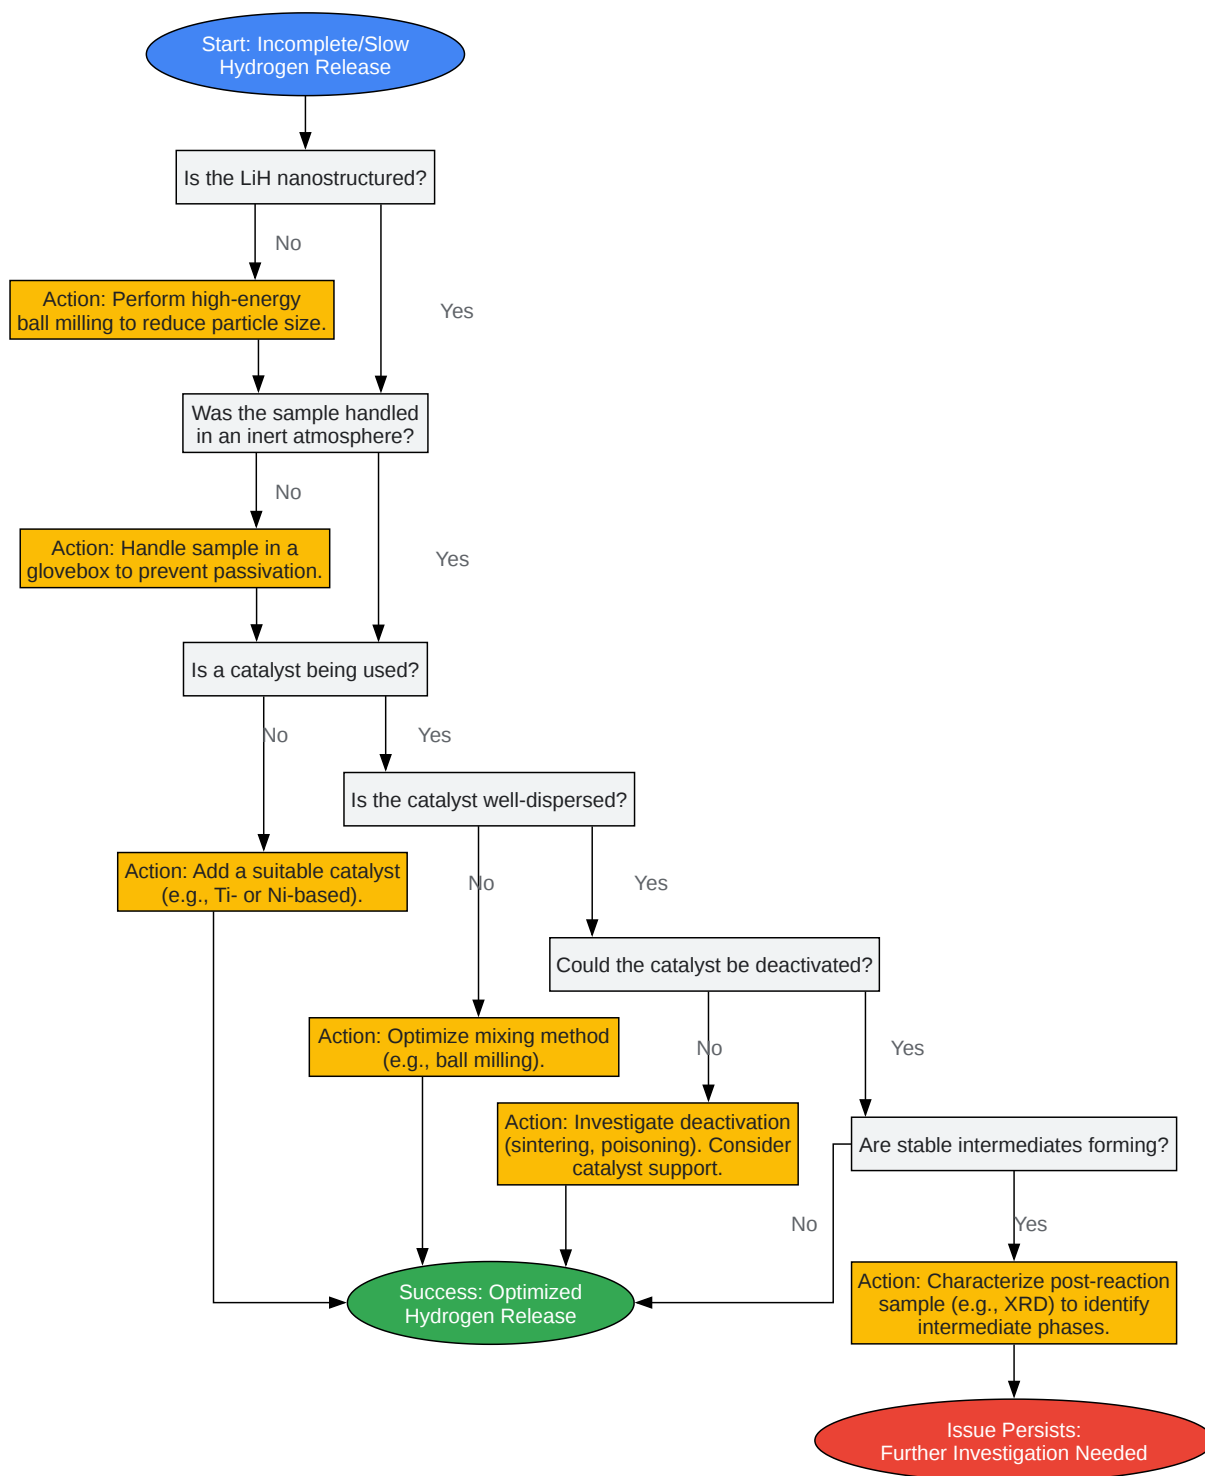 Start: Incomplete/Slow
Hydrogen Release
Is the LiH nanostructured?
No
Yes
Action: Perform high-energy
ball milling to reduce particle size.
Was the sample handled
in an inert atmosphere?
No
Yes
Action: Handle sample in a
glovebox to prevent passivation.
Is a catalyst being used?
No
Yes
Is the catalyst well-dispersed?
Action: Add a suitable catalyst
(e.g., Ti- or Ni-based).
No
Yes
Could the catalyst be deactivated?
Action: Optimize mixing method
(e.g., ball milling).
No
Yes
Action: Investigate deactivation
(sintering, poisoning). Consider
catalyst support.
Are stable intermediates forming?
No
Yes
Success: Optimized
Hydrogen Release
Action: Characterize post-reaction
sample (e.g., XRD) to identify
intermediate phases.
Issue Persists:
Further Investigation Needed